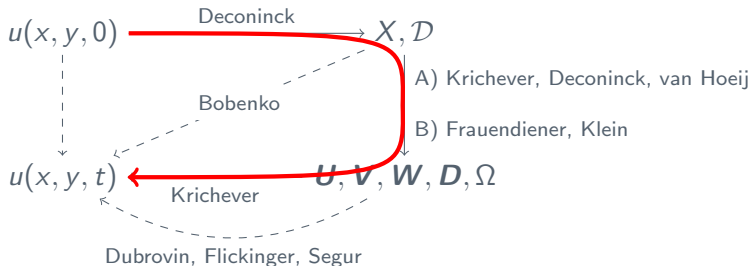 Deconinck
u(x, y, 0) X, 𝒟
A) Krichever, Deconinck, van Hoeij
Bobenko
B) Frauendiener, Klein
u(x, y, t) U, V, W, D, Ω
Krichever
Dubrovin, Flickinger, Segur